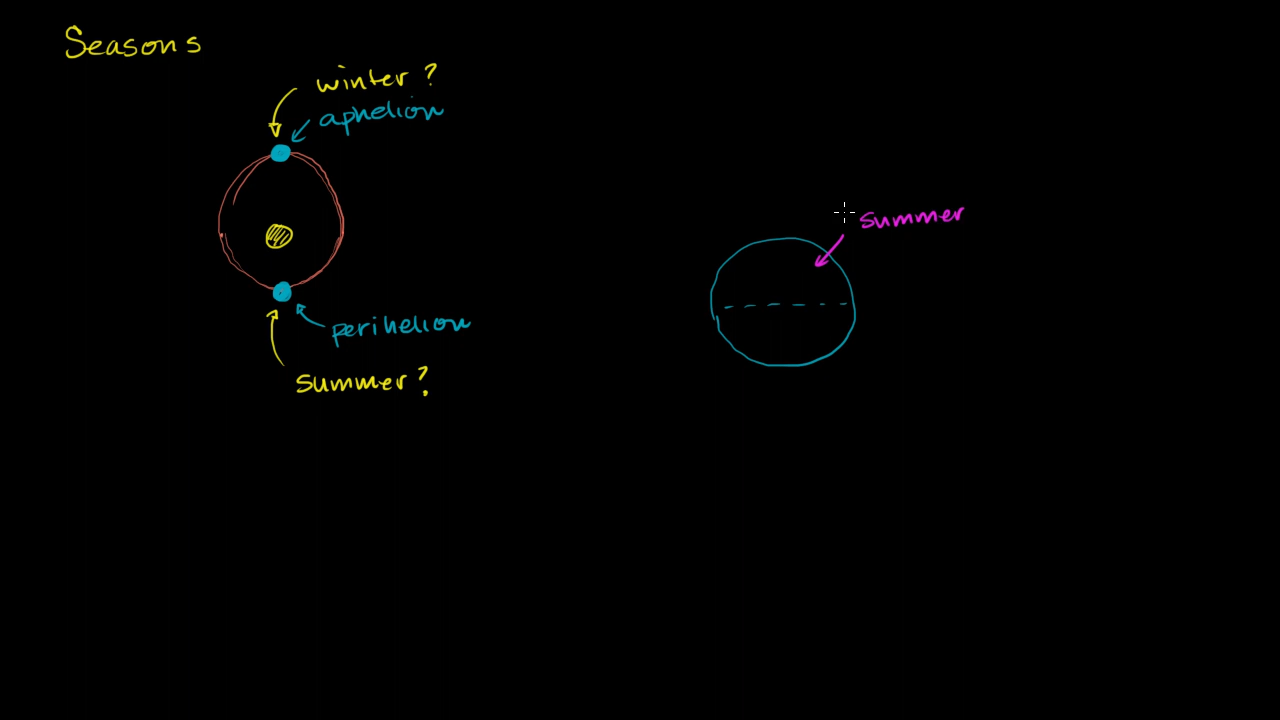 Seasons
winter?
aphelion
summer
perihelion
summer?